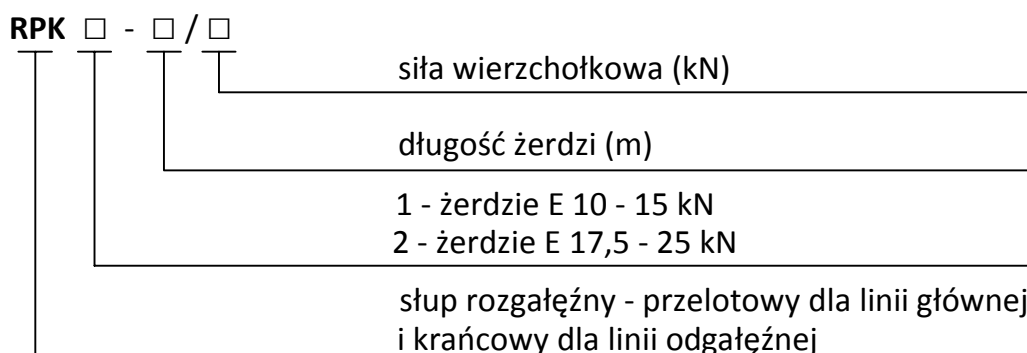 RPK □ - □ / □
siła wierzchołkowa (kN)
długość żerdzi (m)
1 - żerdzie E 10 - 15 kN
2 - żerdzie E 17,5 - 25 kN
słup rozgałęźny - przelotowy dla linii głównej
i krańcowy dla linii odgałęźnej